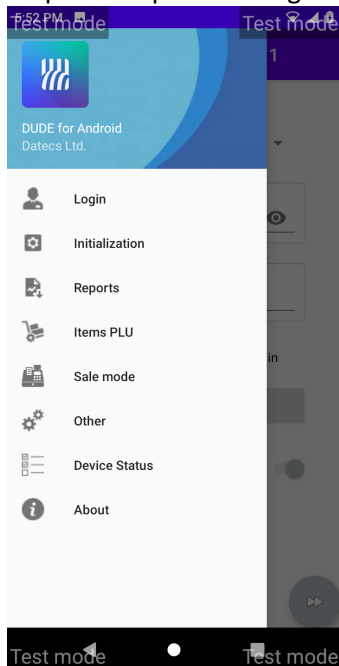 5:52 PM
Test mode
Test mode
DUDE for Android
Datecs Ltd.
Login
Initialization
Reports
Items PLU
Sale mode
in
Other
Device Status
About
Test mode
Test mode